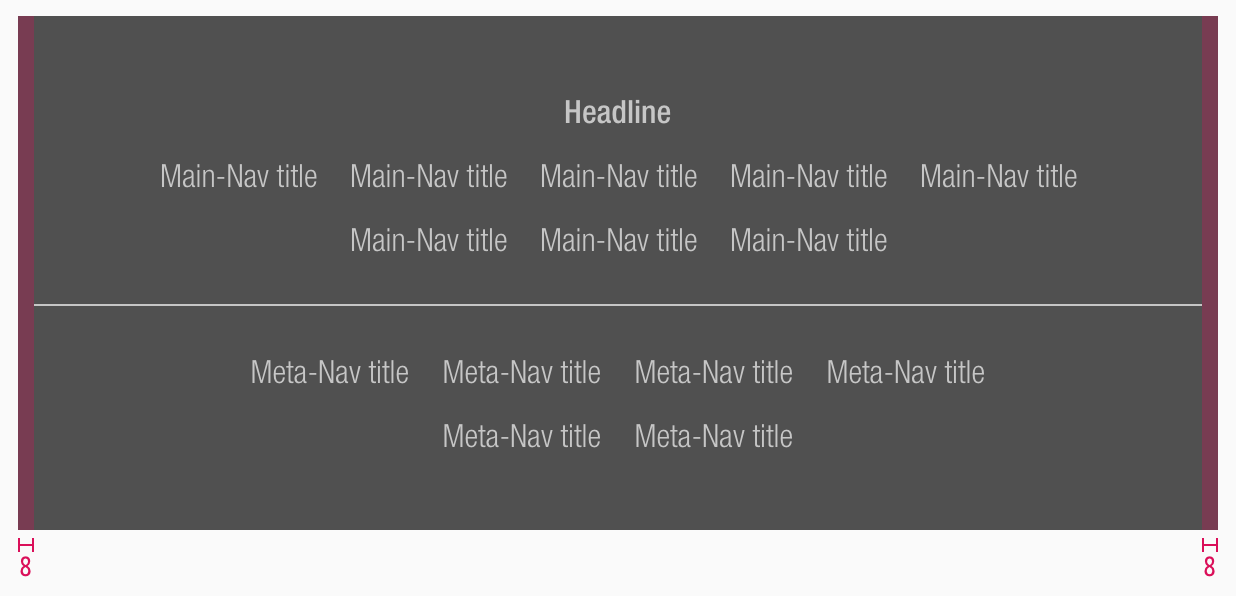 Headline
Main-Nav title Main-Nav title Main-Nav title Main-Nav title Main-Nav title
Main-Nav title Main-Nav title Main-Nav title
Meta-Nav title Meta-Nav title Meta-Nav title Meta-Nav title
Meta-Nav title Meta-Nav title
8 8